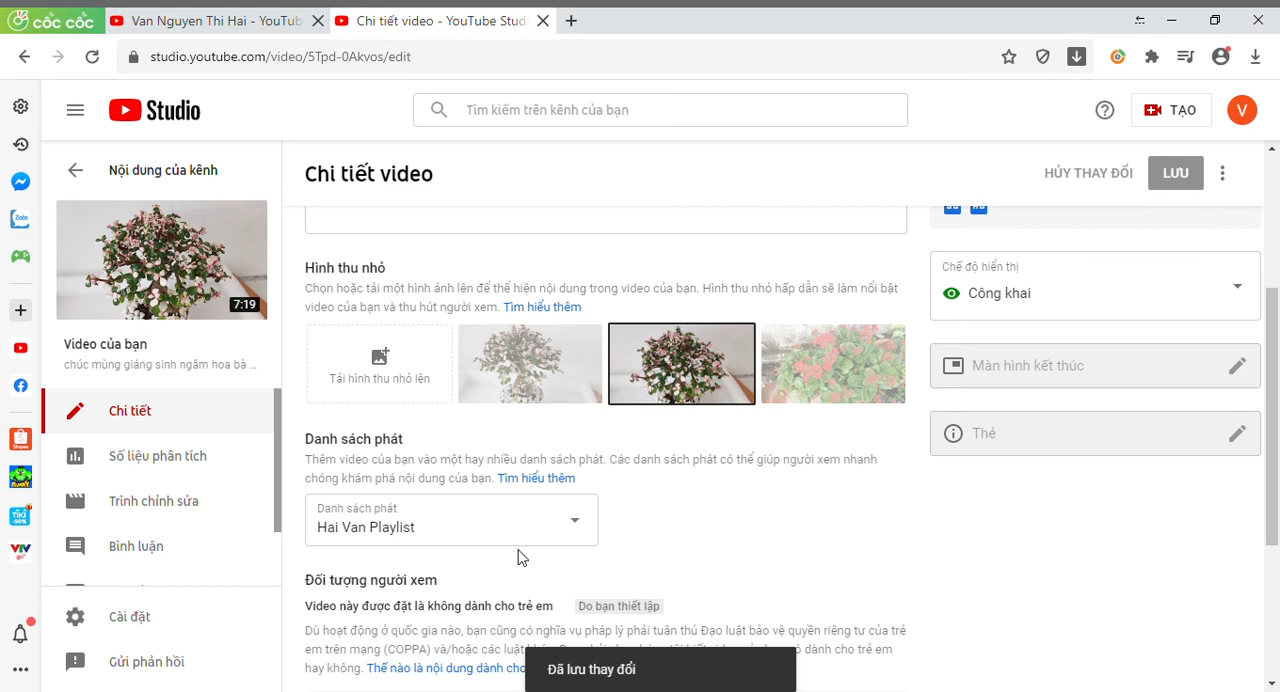 cốc cốc
Van Nguyen Thi Hai - YouTub
Chi tiết video - YouTube Studi
studio.youtube.com/video/5Tpd-0Akvos/edit
Studio
Tìm kiếm trên kênh của bạn
TẠO
V
Nội dung của kênh
7:19
Video của bạn
chúc mùng giáng sinh ngâm hoa bà ...
Chi tiết
Số liệu phân tích
Trình chỉnh sửa
Bình luận
Cài đặt
Gửi phản hồi
Chi tiết video
HỦY THAY ĐỔI
LƯU
Hình thu nhỏ
Chọn hoặc tải một hình ảnh lên để thể hiện nội dung trong video của bạn. Hình thu nhỏ hấp dẫn sẽ làm nổi bật
video của bạn và thu hút người xem. Tìm hiểu thêm
Tải hình thu nhỏ lên
Danh sách phát
Thêm video của bạn vào một hay nhiều danh sách phát. Các danh sách phát có thể giúp người xem nhanh
chóng khám phá nội dung của bạn. Tìm hiểu thêm
Danh sách phát
Hai Van Playlist
Đối tượng người xem
Video này được đặt là không dành cho trẻ em Do bạn thiết lập
Dù hoạt động ở quốc gia nào, bạn cũng có nghĩa vụ pháp lý phải tuân thủ Đạo luật bảo vệ quyền riêng tư của trẻ
em trên mạng (COPPA) và/hoặc các luật
dành cho trẻ em
hay không. Thế nào là nội dung dành cho
Đã lưu thay đổi
Chế độ hiển thị
Công khai
Màn hình kết thúc
Thẻ
Zalo
TIKI
-50%
VTV
go